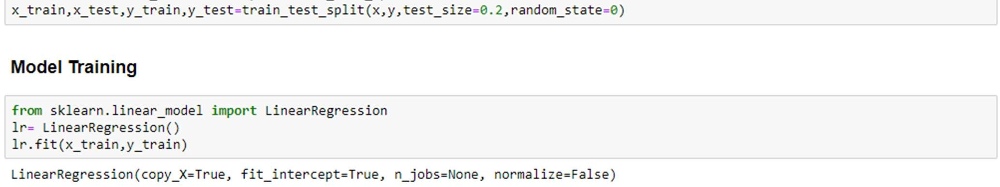 x_train,x_test,y_train,y_test=train_test_split(x,y,test_size=0.2,random_state=0)
Model Training
from sklearn.linear_model import LinearRegression
lr= LinearRegression()
lr.fit(x_train,y_train)
LinearRegression(copy_X=True, fit_intercept=True, n_jobs=None, normalize=False)